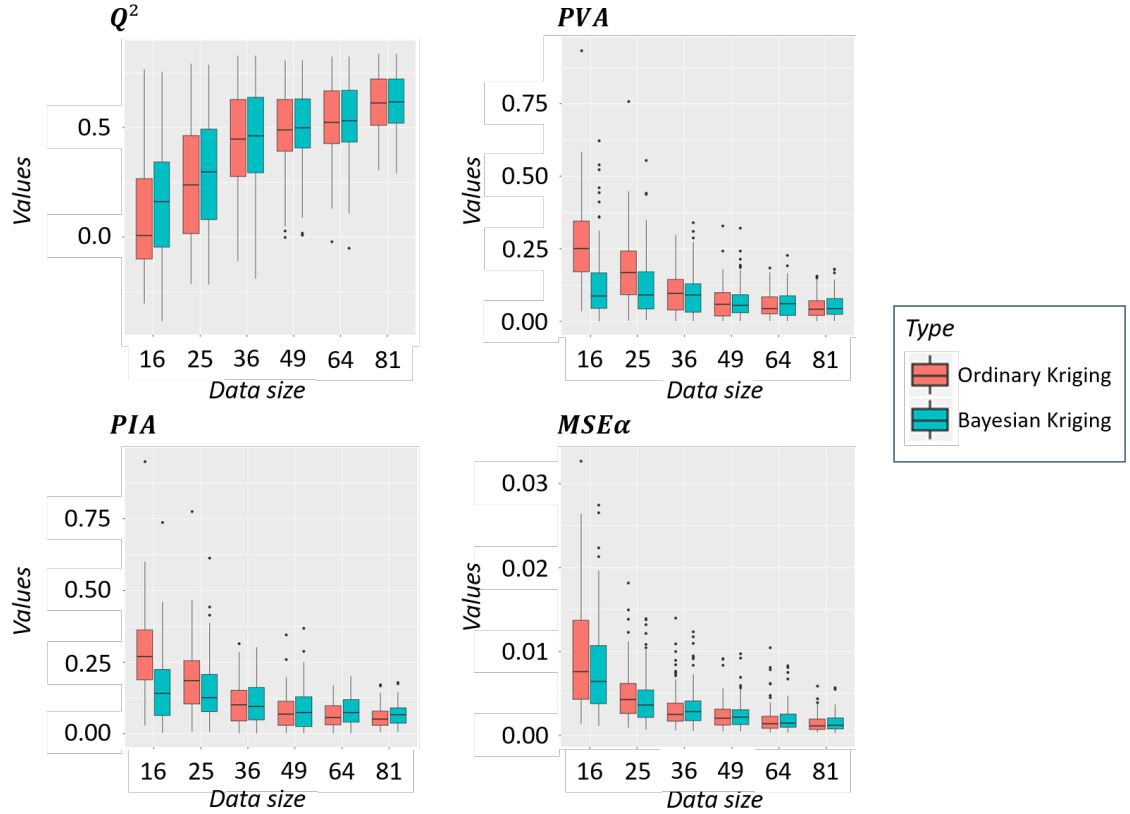 Q²
Values
0.5
0.0
16 25 36 49 64 81
Data size
PVA
Values
0.75
0.50
0.25
0.00
16 25 36 49 64 81
Data size
Type
Ordinary Kriging
Bayesian Kriging
PIA
Values
0.75
0.50
0.25
0.00
16 25 36 49 64 81
Data size
MSEα
Values
0.03
0.02
0.01
0.00
16 25 36 49 64 81
Data size